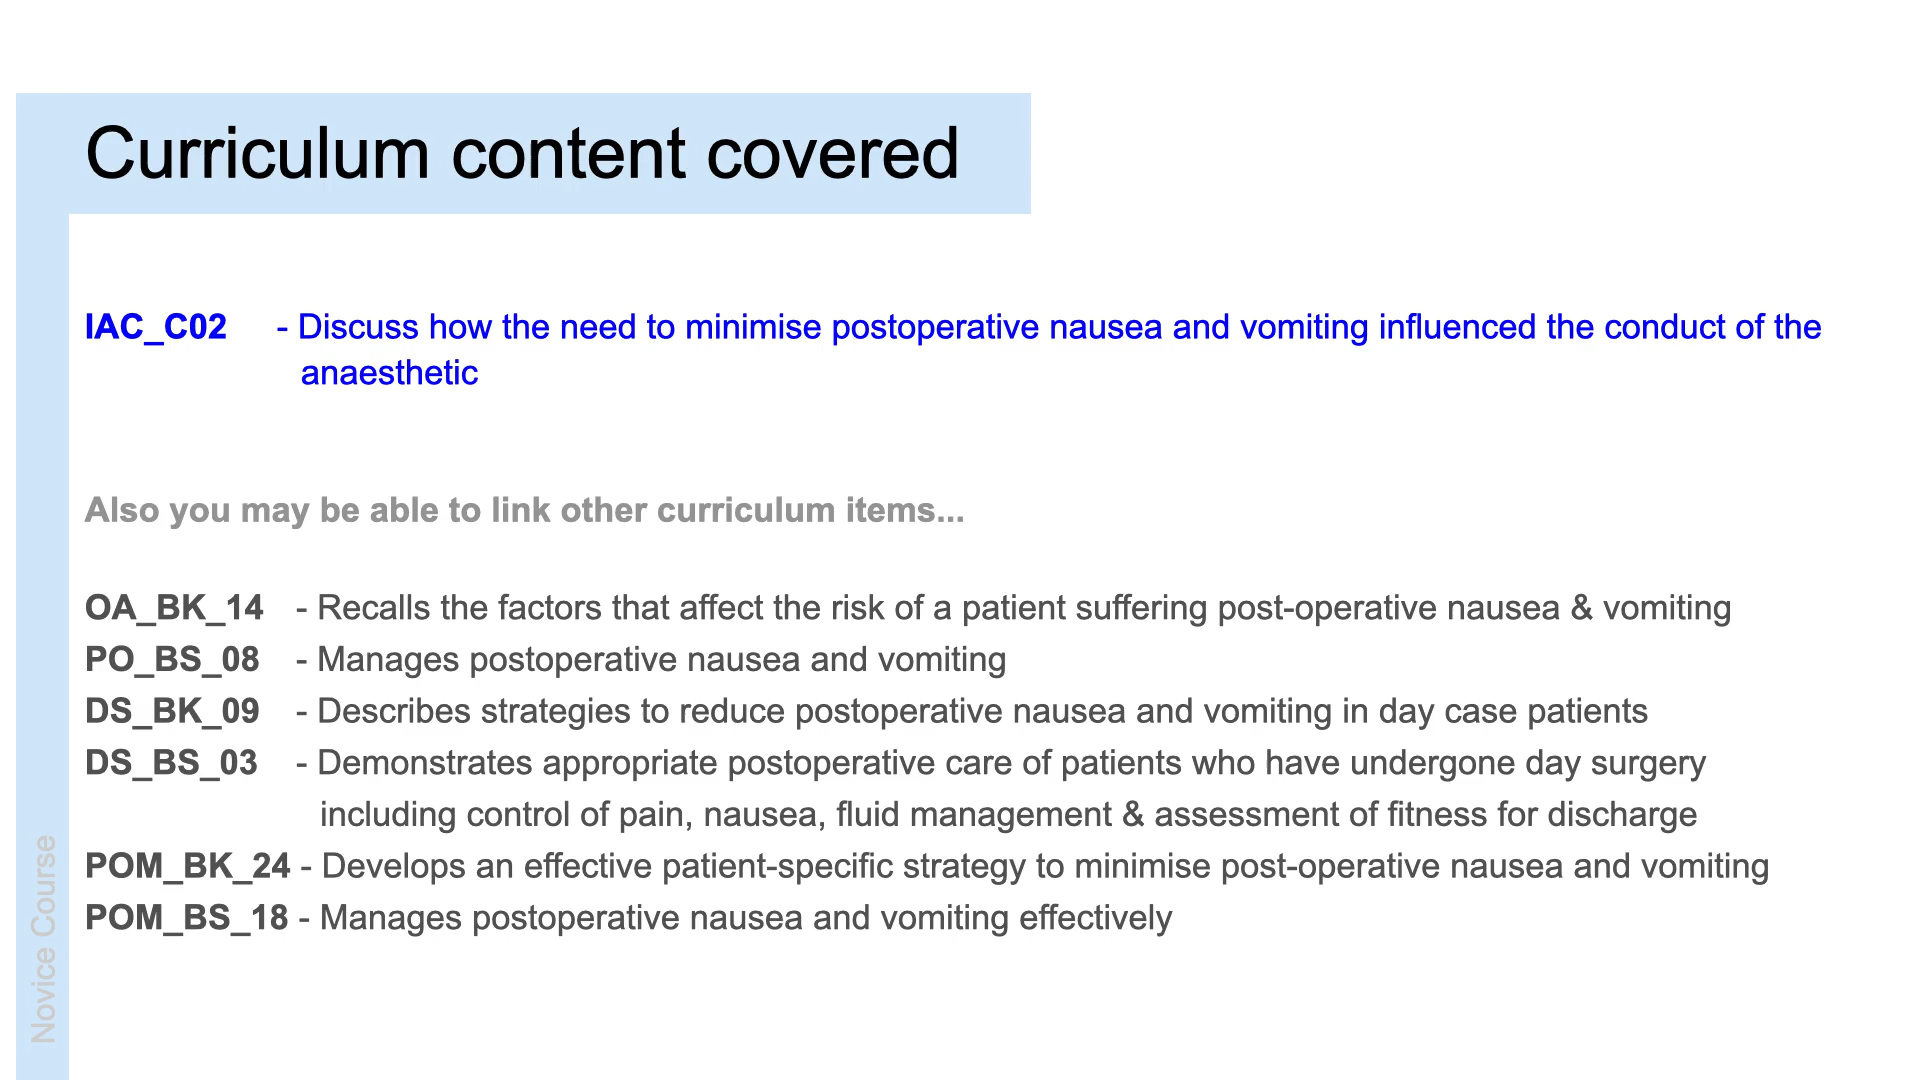 Curriculum content covered
IAC_C02 - Discuss how the need to minimise postoperative nausea and vomiting influenced the conduct of the
anaesthetic
Also you may be able to link other curriculum items...
OA_BK_14 - Recalls the factors that affect the risk of a patient suffering post-operative nausea & vomiting
PO_BS_08 - Manages postoperative nausea and vomiting
DS_BK_09 - Describes strategies to reduce postoperative nausea and vomiting in day case patients
DS_BS_03 - Demonstrates appropriate postoperative care of patients who have undergone day surgery
including control of pain, nausea, fluid management & assessment of fitness for discharge
POM_BK_24 - Develops an effective patient-specific strategy to minimise post-operative nausea and vomiting
POM_BS_18 - Manages postoperative nausea and vomiting effectively
Novice Course